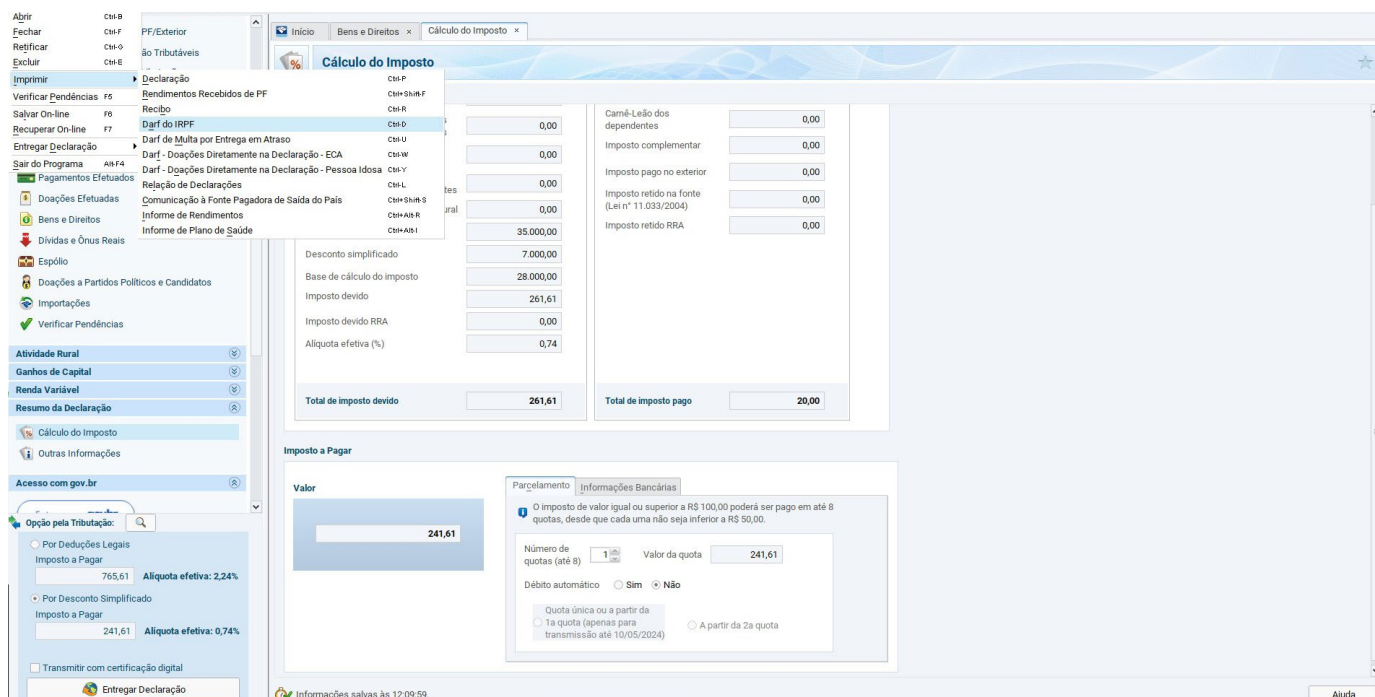 Abrir Ctrl-B
Fechar Ctrl-F
Retificar Ctrl-G
Excluir Ctrl-E
Imprimir
Verificar Pendências F5
Salvar On-line F6
Recuperar On-line F7
Entregar Declaração
Sair do Programa Alt-F4
PF/Exterior
ão Tributáveis
Declaração Ctrl-P
Rendimentos Recebidos de PF Ctrl+Shift-F
Recibo Ctrl-R
Darf do IRPF Ctrl-D
Darf de Multa por Entrega em Atraso Ctrl-U
Darf - Doações Diretamente na Declaração - ECA Ctrl-W
Darf - Doações Diretamente na Declaração - Pessoa Idosa Ctrl-Y
Relação de Declarações Ctrl-L
Comunicação à Fonte Pagadora de Saída do País Ctrl+Shift-S
Informe de Rendimentos Ctrl+Alt-R
Informe de Plano de Saúde Ctrl+Alt-I
Pagamentos Efetuados
Doações Efetuadas
Bens e Direitos
Dívidas e Ônus Reais
Espólio
Doações a Partidos Políticos e Candidatos
Importações
Verificar Pendências
Atividade Rural
Ganhos de Capital
Renda Variável
Resumo da Declaração
Cálculo do Imposto
Outras Informações
Acesso com gov.br
Opção pela Tributação:
Por Deduções Legais
Imposto a Pagar
765,61 Alíquota efetiva: 2,24%
Por Desconto Simplificado
Imposto a Pagar
241,61 Alíquota efetiva: 0,74%
Transmitir com certificação digital
Entregar Declaração
Início Bens e Direitos × Cálculo do Imposto ×
Cálculo do Imposto
0,00
0,00
tes 0,00
ural 0,00
35.000,00
Desconto simplificado 7.000,00
Base de cálculo do imposto 28.000,00
Imposto devido 261,61
Imposto devido RRA 0,00
Alíquota efetiva (%) 0,74
Total de imposto devido 261,61
Carnê-Leão dos
dependentes 0,00
Imposto complementar 0,00
Imposto pago no exterior 0,00
Imposto retido na fonte
(Lei n° 11.033/2004) 0,00
Imposto retido RRA 0,00
Total de imposto pago 20,00
Imposto a Pagar
Valor
241,61
Parcelamento Informações Bancárias
O imposto de valor igual ou superior a R$ 100,00 poderá ser pago em até 8
quotas, desde que cada uma não seja inferior a R$ 50,00.
Número de
quotas (até 8) 1 Valor da quota 241,61
Débito automático Sim Não
Quota única ou a partir da
1a quota (apenas para
transmissão até 10/05/2024)
A partir da 2a quota
Informações salvas às 12:09:59.
Ajuda